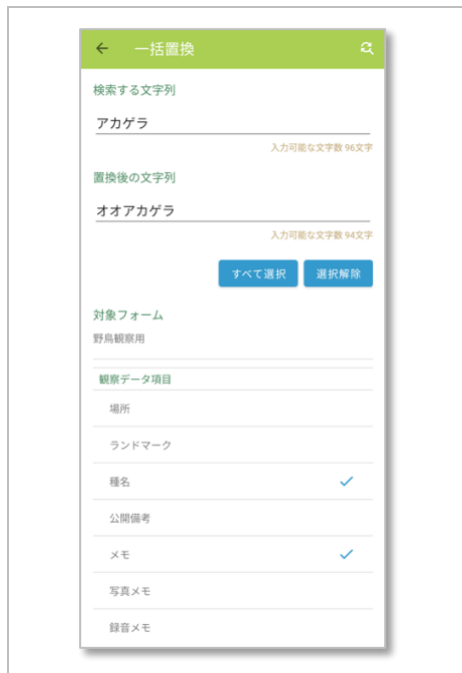 一括置換
検索する文字列
アカゲラ
入力可能な文字数 96文字
置換後の文字列
オオアカゲラ
入力可能な文字数 94文字
すべて選択 選択解除
対象フォーム
野鳥観察用
観察データ項目
場所
ランドマーク
種名
公開備考
メモ
写真メモ
録音メモ